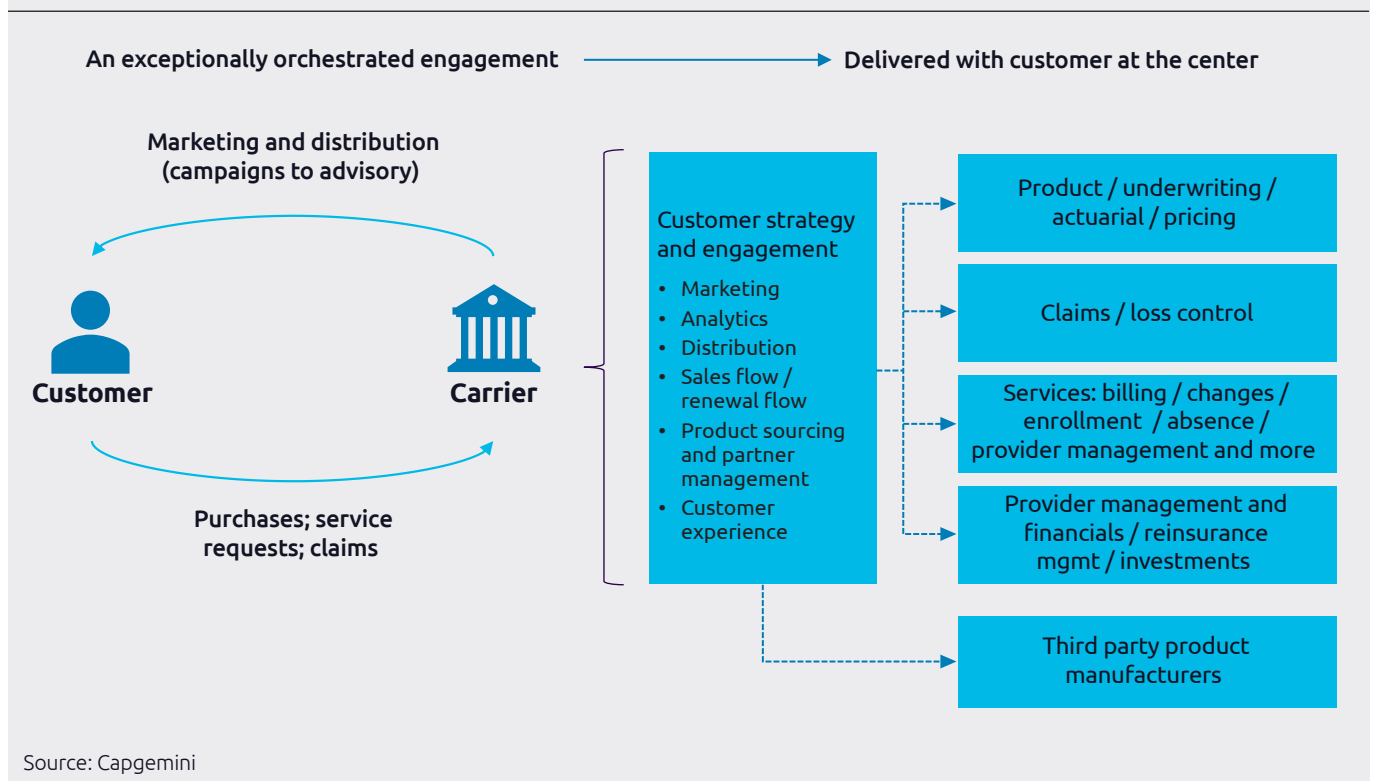 An exceptionally orchestrated engagement
Delivered with customer at the center
Marketing and distribution
(campaigns to advisory)
Customer
Carrier
Purchases; service
requests; claims
Customer strategy
and engagement
• Marketing
• Analytics
• Distribution
• Sales flow /
renewal flow
• Product sourcing
and partner
management
• Customer
experience
Product / underwriting /
actuarial / pricing
Claims / loss control
Services: billing / changes /
enrollment / absence /
provider management and more
Provider management and
financials / reinsurance
mgmt / investments
Third party product
manufacturers
Source: Capgemini